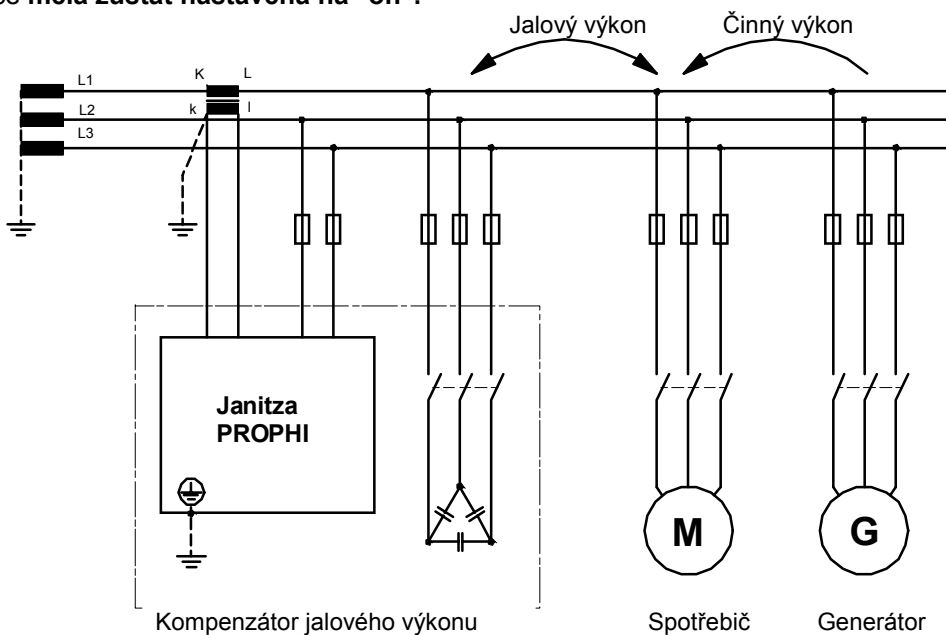 měla zůstat nastavena na "on".
Jalový výkon Činný výkon
L1
K L
L2
k l
L3
Janitza
PROPHI
M
G
Kompenzátor jalového výkonu
Spotřebič
Generátor